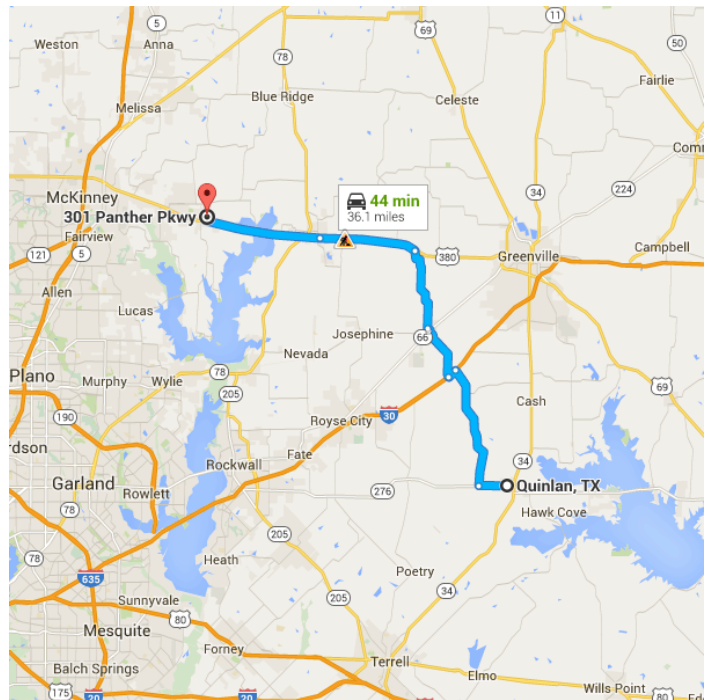 5
69
11
Weston
Anna
50
78
Fairlie
Blue Ridge
Celeste
Melissa
34
McKinney
224
44 min
36.1 miles
301 Panther Pkwy
Fairview
121
5
380
Greenville
Campbell
Allen
Lucas
Josephine
66
Nevada
Plano
Murphy
Wylie
78
205
69
190
30
Cash
Royse City
Fate
34
Rockwall
Garland
Rowlett
276
Quinlan, TX
Hawk Cove
78
205
Heath
635
Poetry
Sunnyvale
80
34
205
Mesquite
80
Forney
Terrell
Balch Springs
Elmo
80
175
20
20
Wills Point